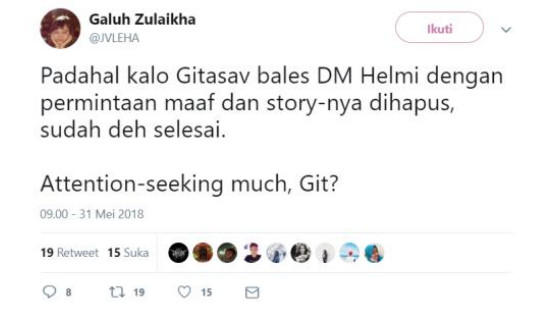 Galuh Zulaikha
@JVLEHA
Ikuti
Padahal kalo Gitasav bales DM Helmi dengan
permintaan maaf dan story-nya dihapus,
sudah deh selesai.
Attention-seeking much, Git?
09.00 - 31 Mei 2018
19 Retweet 15 Suka
8 19 15